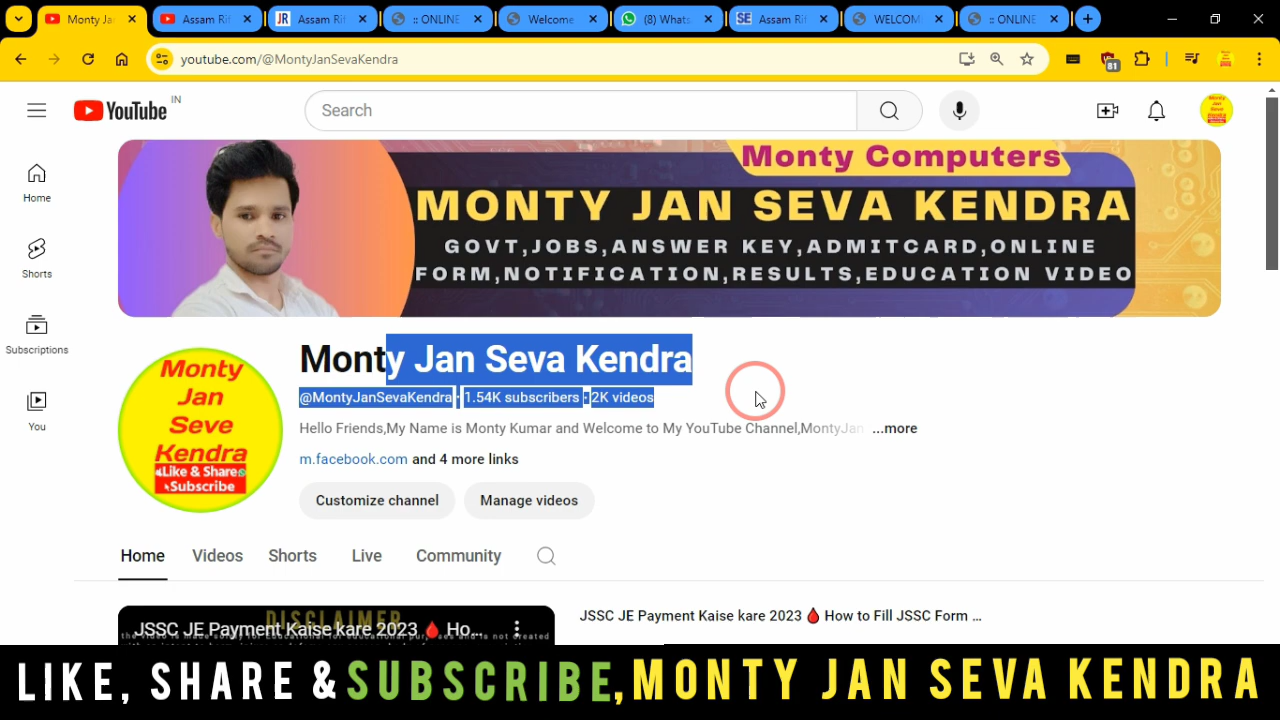 Monty Jan
Assam Rif
Assam Rif
:: ONLINE
Welcome
(8) Whats
Assam Rif
WELCOM
:: ONLINE
youtube.com/@MontyJanSevaKendra
81
YouTube IN
Search
Home
Shorts
Subscriptions
You
Monty Computers
MONTY JAN SEVA KENDRA
GOVT,JOBS,ANSWER KEY,ADMITCARD,ONLINE
FORM,NOTIFICATION,RESULTS,EDUCATION VIDEO
Monty
Jan
Seve
Kendra
Like & Share
Subscribe
Monty Jan Seva Kendra
@MontyJanSevaKendra · 1.54K subscribers · 2K videos
Hello Friends,My Name is Monty Kumar and Welcome to My YouTube Channel,MontyJan ...more
m.facebook.com and 4 more links
Customize channel
Manage videos
Home Videos Shorts Live Community
DISCLAIMER
JSSC JE Payment Kaise kare 2023 🩸 Ho...
JSSC JE Payment Kaise kare 2023 🩸 How to Fill JSSC Form ...
LIKE, SHARE & SUBSCRIBE, MONTY JAN SEVA KENDRA